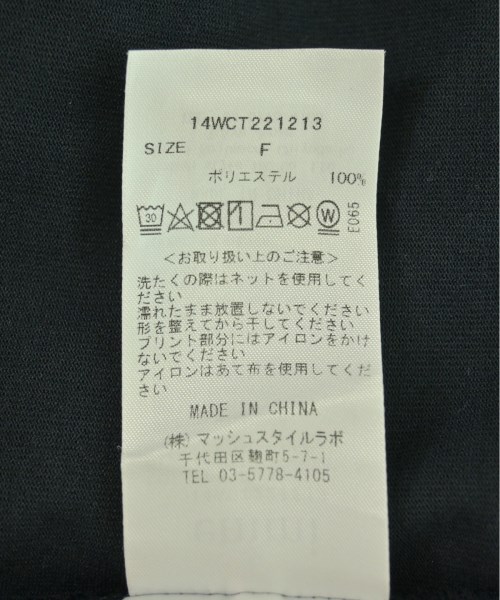 14WCT221213
SIZE F
ポリエステル 100%
30 W E065
<お取り扱い上のご注意>
洗たくの際はネットを使用してく
ださい
濡れたまま放置しないでください
形を整えてから干してください
プリント部分にはアイロンをかけ
ないでください
アイロンはあて布を使用してくだ
さい
MADE IN CHINA
(株) マッシュスタイルラボ
千代田区麹町5-7-1
TEL 03-5778-4105